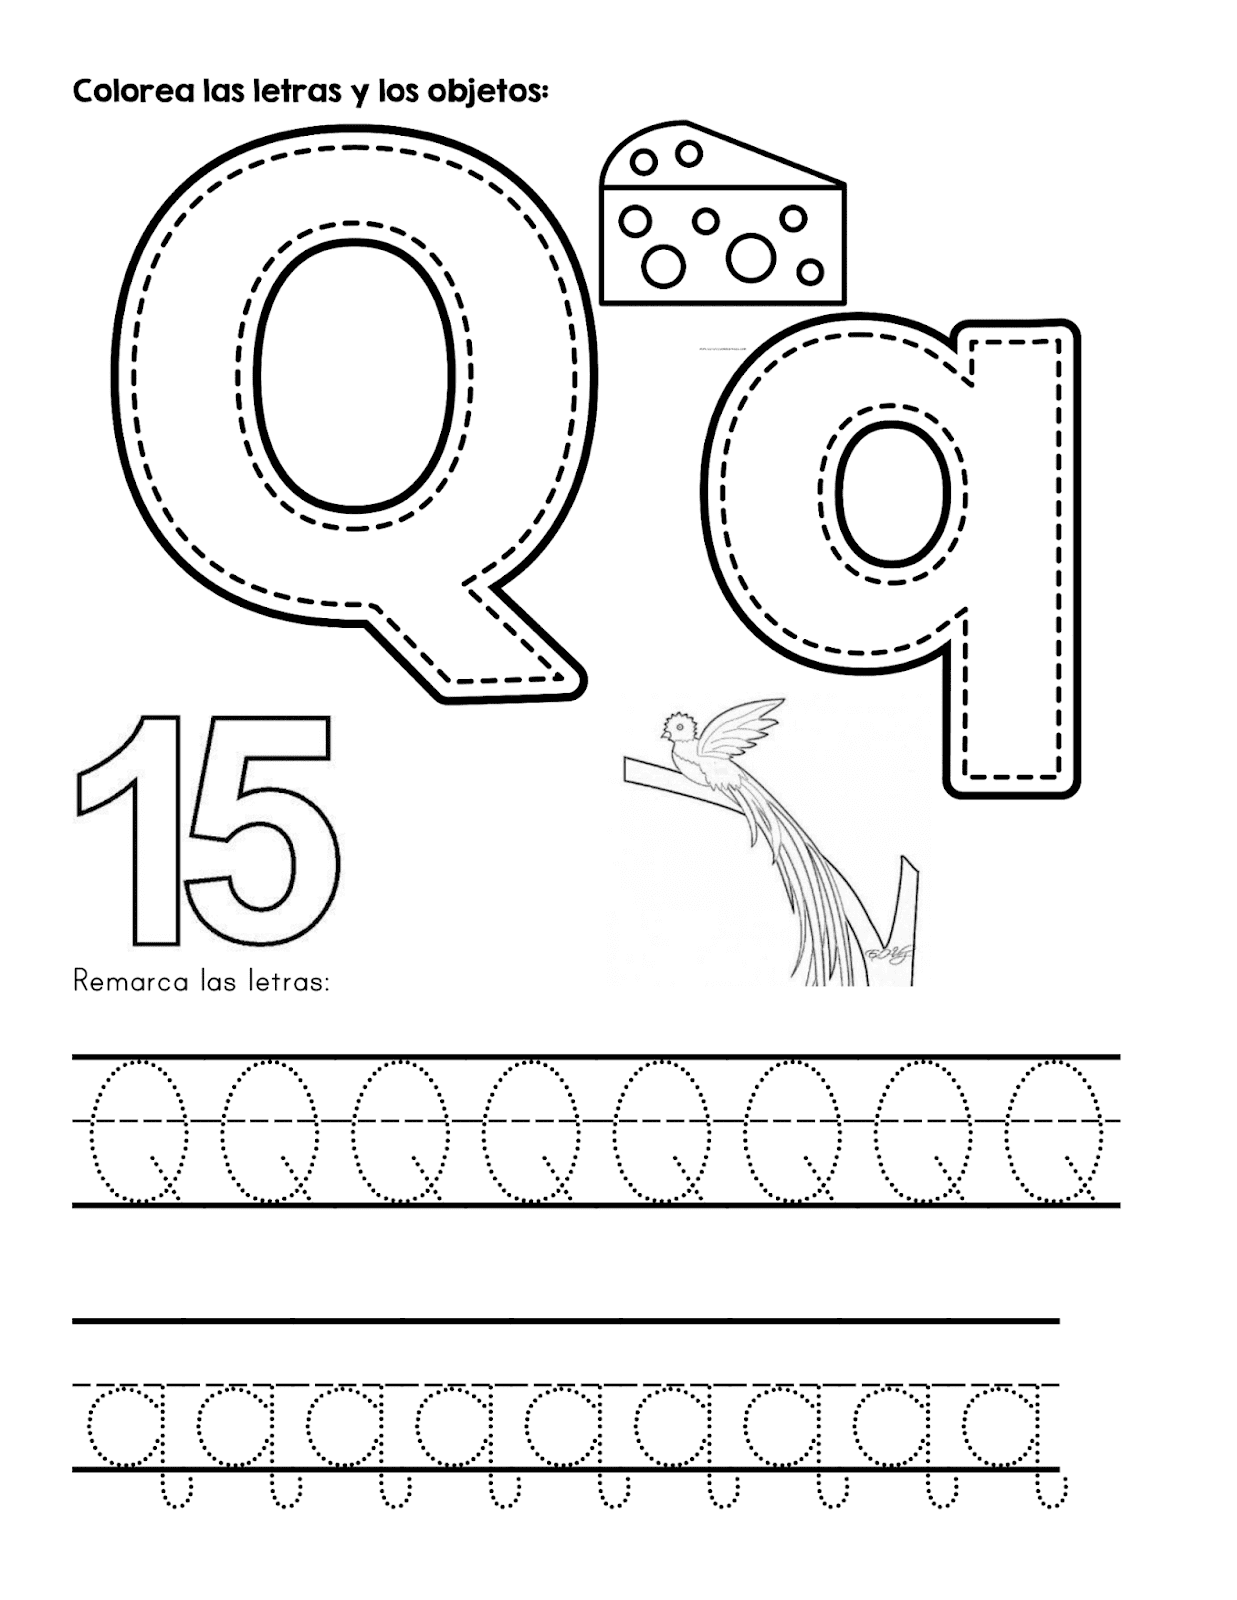 Colorea las letras y los objetos:
Q
q
15
Remarca las letras:
Q Q Q Q Q Q Q Q
q q q q q q q q q